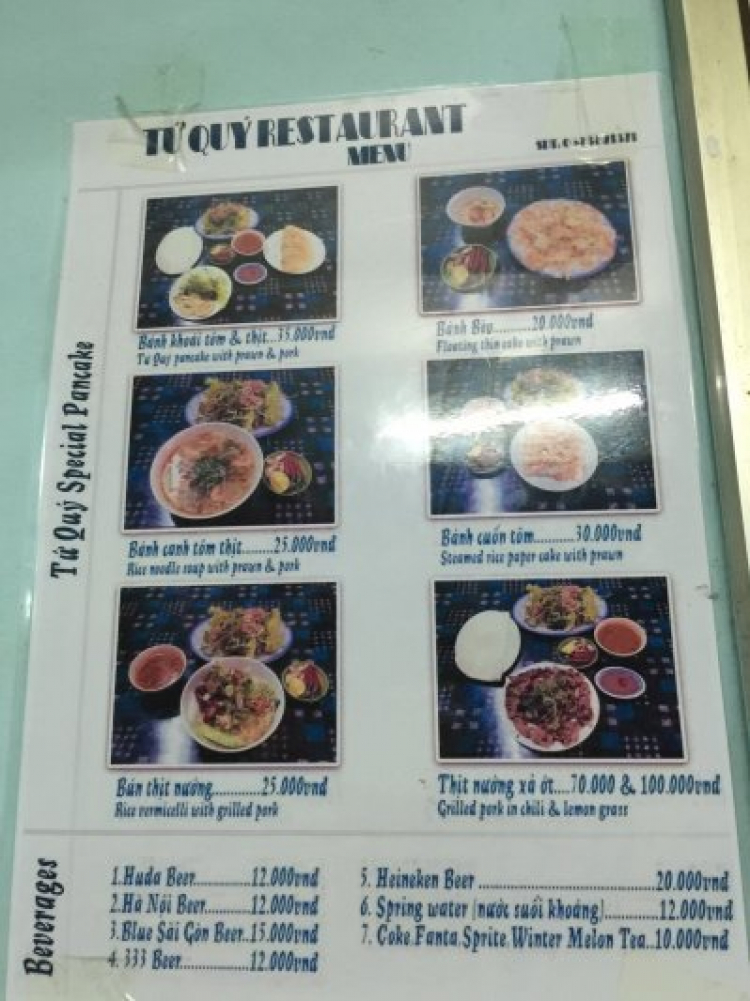 TỨ QUÝ RESTAURANT
MENU
Tứ Quý Special Pancake
Bánh khoái tôm & thịt...35.000vnd
Tứ Quý pancake with prawn & pork
Bánh Bèo.........20.000vnd
Floating thin cake with prawn
Bánh canh tôm thịt........25.000vnd
Rice noodle soup with prawn & pork
Bánh cuốn tôm.........30.000vnd
Steamed rice paper cake with prawn
Bún thịt nướng............25.000vnd
Rice vermicelli with grilled pork
Thịt nướng xả ớt....70.000 & 100.000vnd
Grilled pork in chili & lemon grass
Beverages
1.Huda Beer............12.000vnd
2.Hà Nội Beer..........12.000vnd
3.Blue Sài Gòn Beer..15.000vnd
4. 333 Beer..............12.000vnd
5. Heineken Beer ..............................20.000vnd
6. Spring water (nước suối khoáng)..............12.000vnd
7. Coke,Fanta,Sprite,Winter Melon Tea..10.000vnd